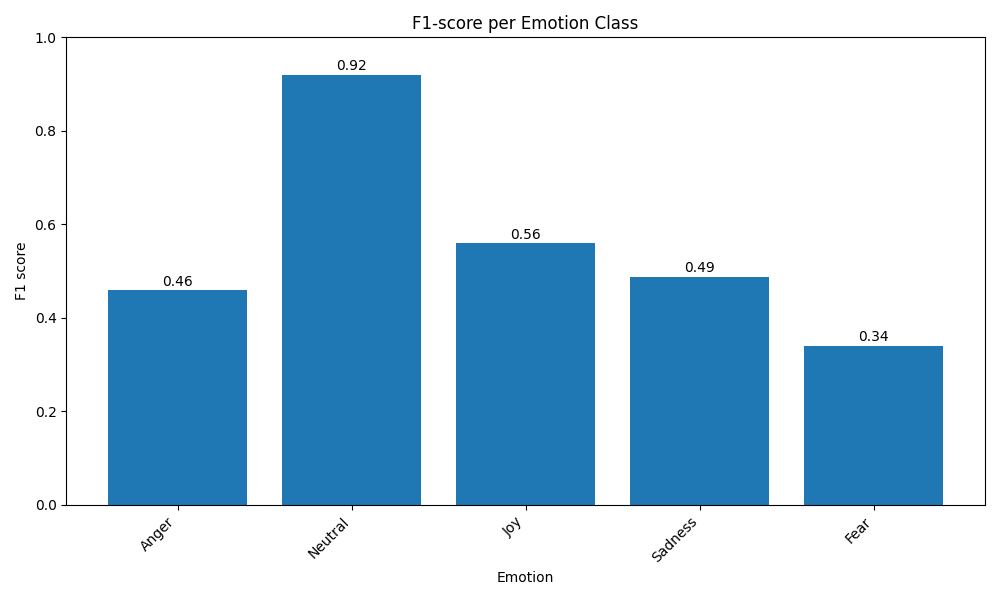 F1-score per Emotion Class
F1 score
1.0
0.8
0.6
0.4
0.2
0.0
0.46
0.92
0.56
0.49
0.34
Anger
Neutral
Joy
Sadness
Fear
Emotion